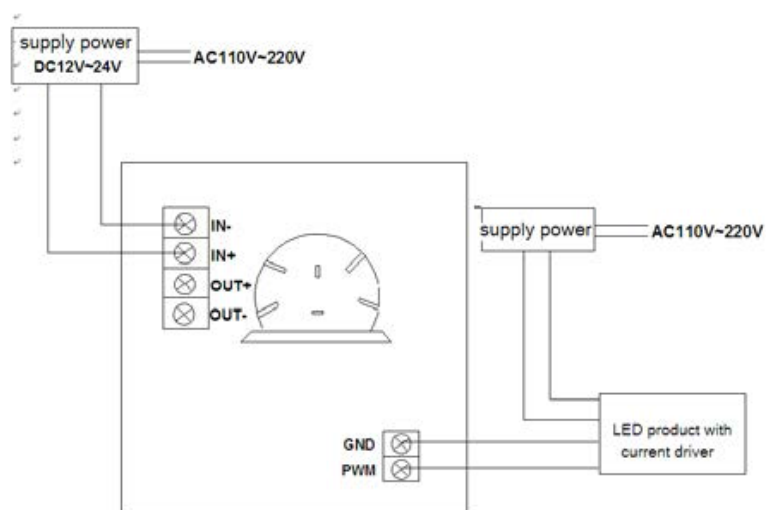 supply power
DC12V~24V
AC110V~220V
IN-
IN+
OUT+
OUT-
supply power
AC110V~220V
GND
PWM
LED product with
current driver